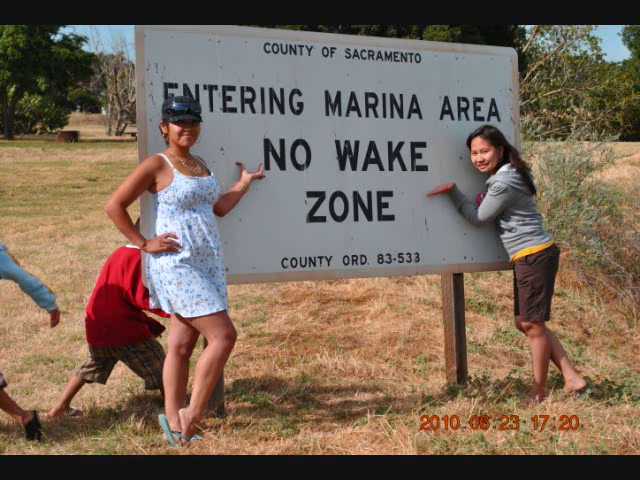 COUNTY OF SACRAMENTO
ENTERING MARINA AREA
NO WAKE
ZONE
COUNTY ORD. 83-533
2010.06.23 17:20